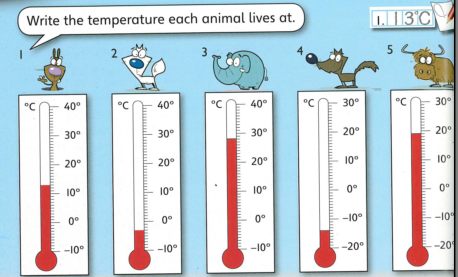 Write the temperature each animal lives at.
1. 13°C
1 2 3 4 5
°C 40° °C 40° °C 40° °C 30° °C 30°
30° 30° 30° 20° 20°
20° 20° 20° 10° 10°
10° 10° 10° 0° 0°
0° 0° 0° -10° -10°
-10° -10° -10° -20° -20